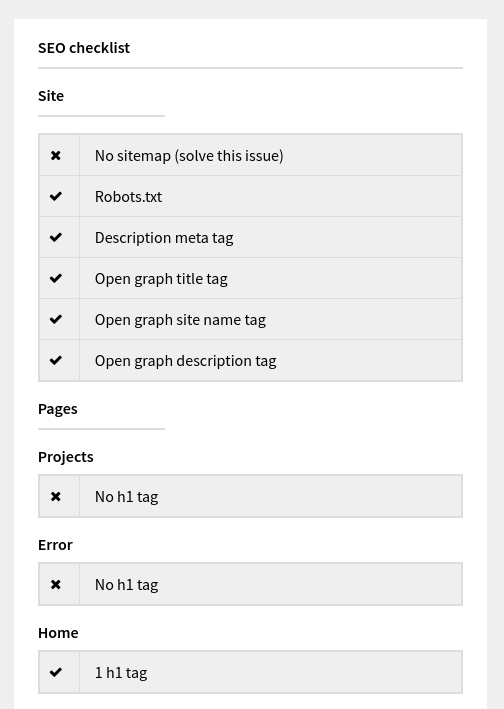 SEO checklist
Site
No sitemap (solve this issue)
Robots.txt
Description meta tag
Open graph title tag
Open graph site name tag
Open graph description tag
Pages
Projects
No h1 tag
Error
No h1 tag
Home
1 h1 tag